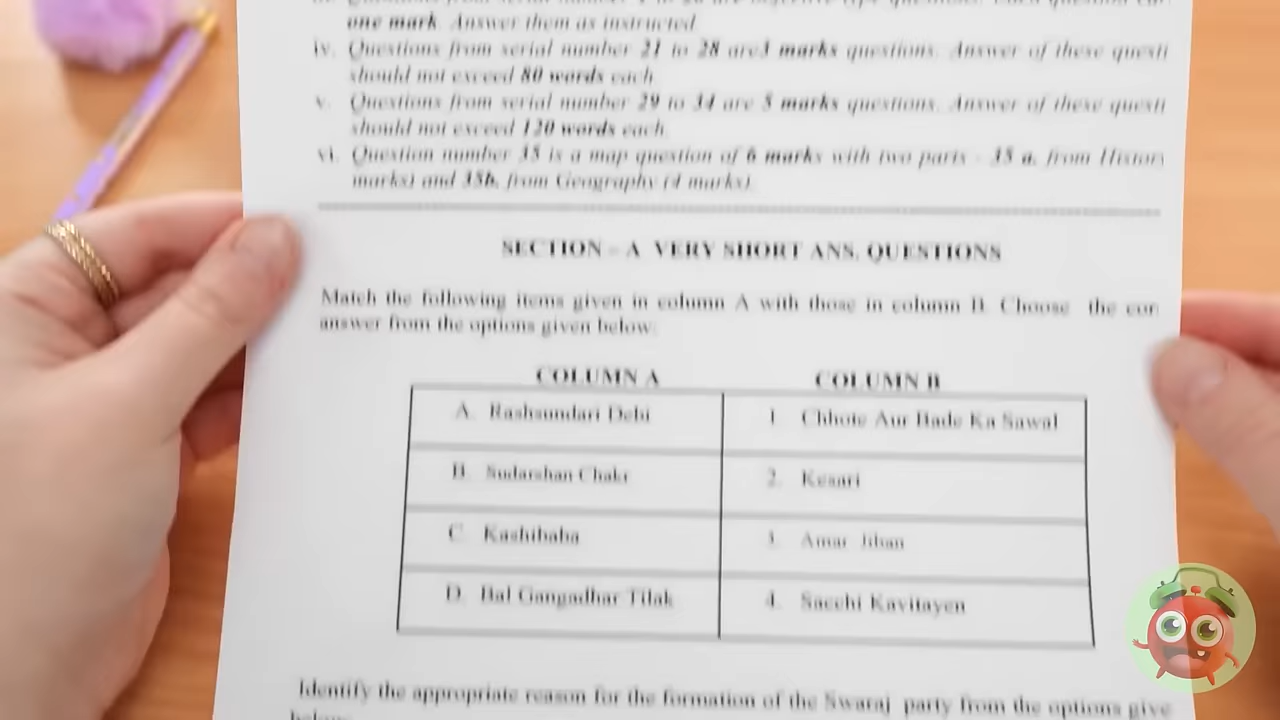 one mark. Answer them as instructed
iv. Questions from serial number 21 to 28 are3 marks questions. Answer of these questi
should not exceed 80 words each.
v. Questions from serial number 29 to 34 are 5 marks questions. Answer of these questi
should not exceed 120 words each.
vi. Question number 35 is a map question of 6 marks with two parts - 35 a. from Histor
marks) and 35b. from Geography (4 marks).
SECTION – A VERY SHORT ANS. QUESTIONS
Match the following items given in column A with those in column B. Choose the cor
answer from the options given below:
COLUMN A COLUMN B
A. Rashsundari Debi 1. Chhote Aur Bade Ka Sawal
B. Sudarshan Chakr 2. Kesari
C. Kashibaba 3. Amar Jiban
D. Bal Gangadhar Tilak 4. Sacchi Kavitayen
Identify the appropriate reason for the formation of the Swaraj party from the options give